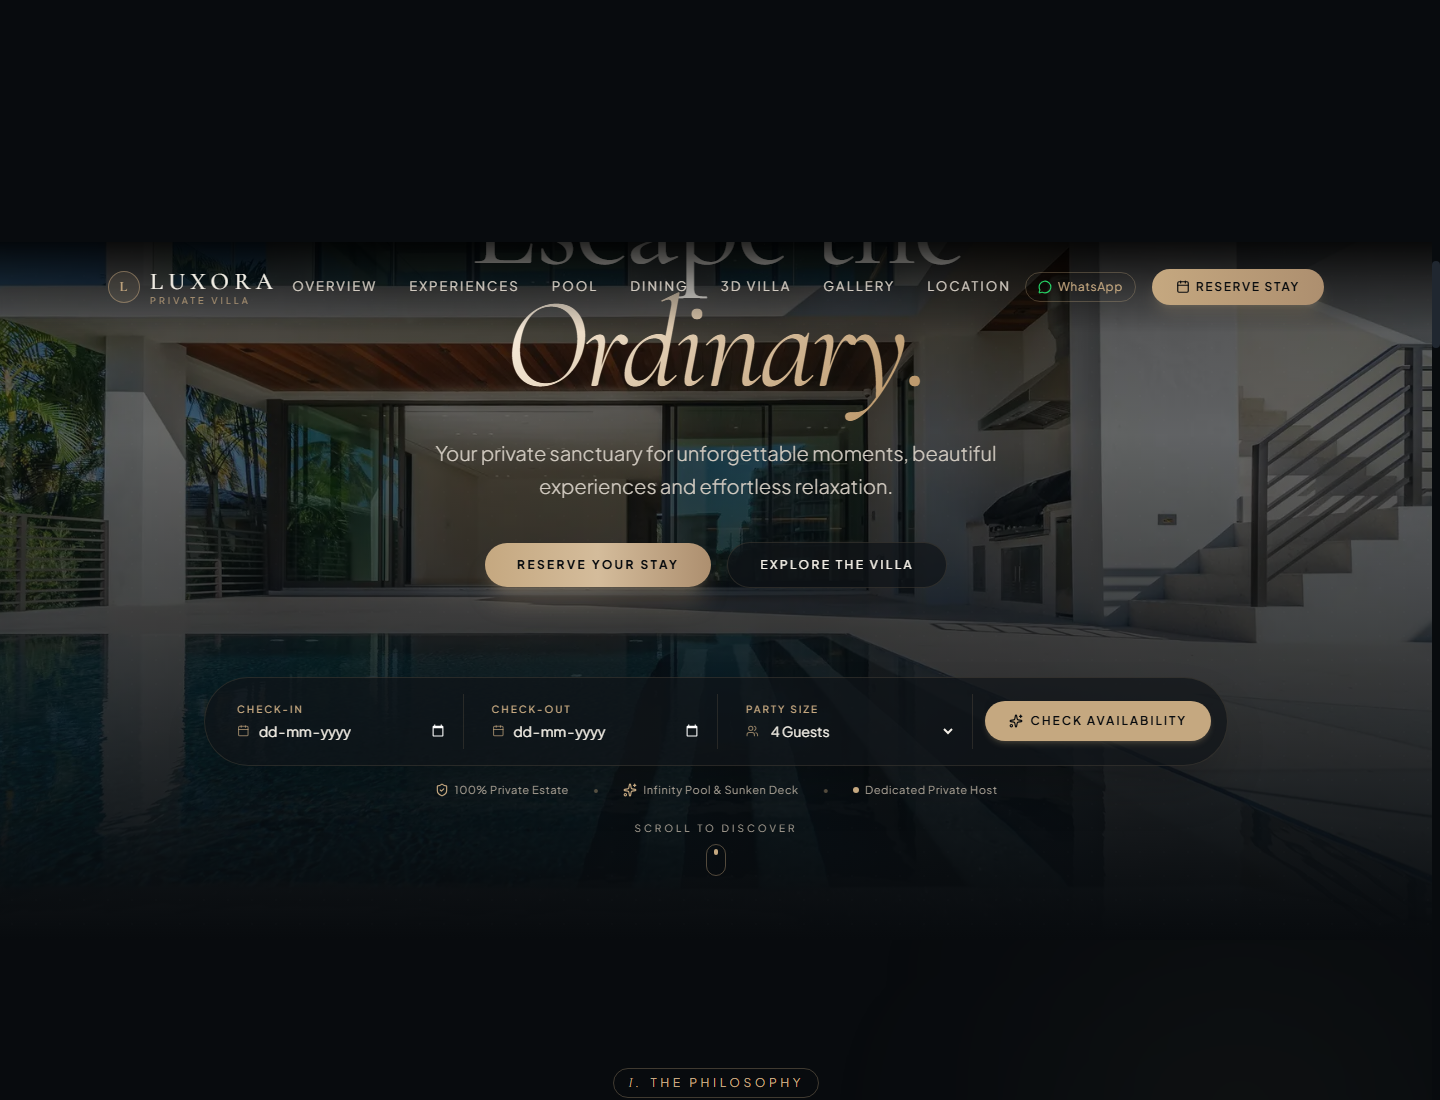 Escape the
L
LUXORA
PRIVATE VILLA
OVERVIEW
EXPERIENCES
POOL
DINING
3D VILLA
GALLERY
LOCATION
WhatsApp
RESERVE STAY
Ordinary.
Your private sanctuary for unforgettable moments, beautiful
experiences and effortless relaxation.
RESERVE YOUR STAY
EXPLORE THE VILLA
CHECK-IN
dd-mm-yyyy
CHECK-OUT
dd-mm-yyyy
PARTY SIZE
4 Guests
CHECK AVAILABILITY
100% Private Estate
Infinity Pool & Sunken Deck
Dedicated Private Host
SCROLL TO DISCOVER
I. THE PHILOSOPHY